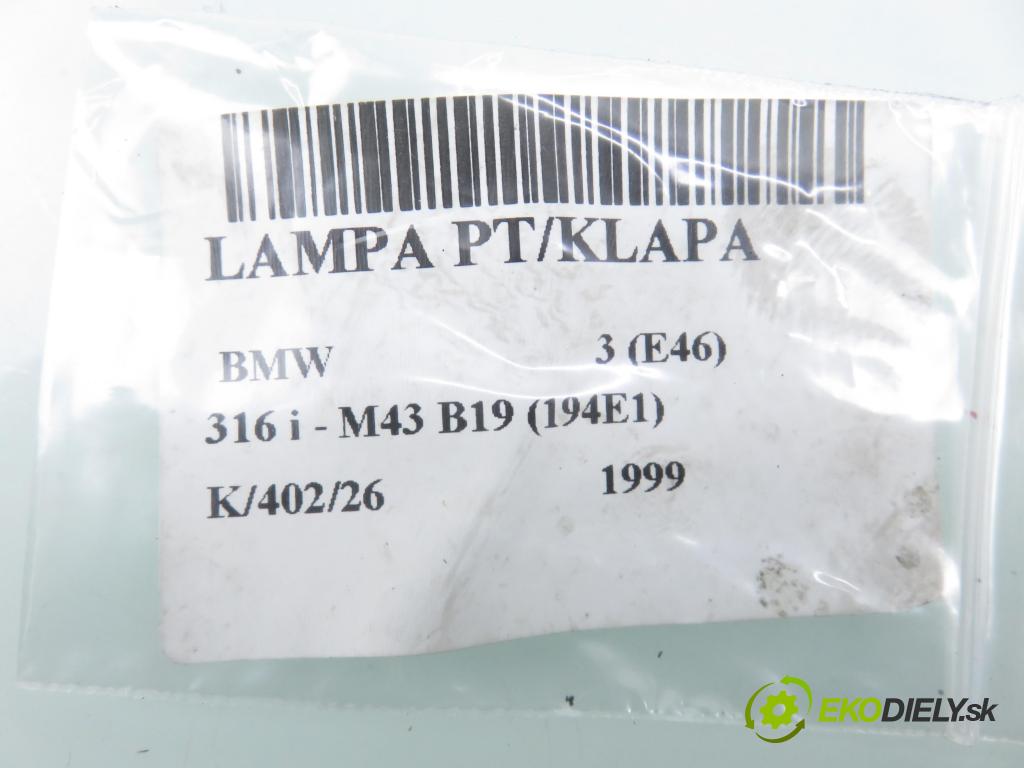 LAMPA PT/KLAPA
BMW 3 (E46)
316 i - M43 B19 (194E1)
K/402/26 1999
EKODIELY.sk